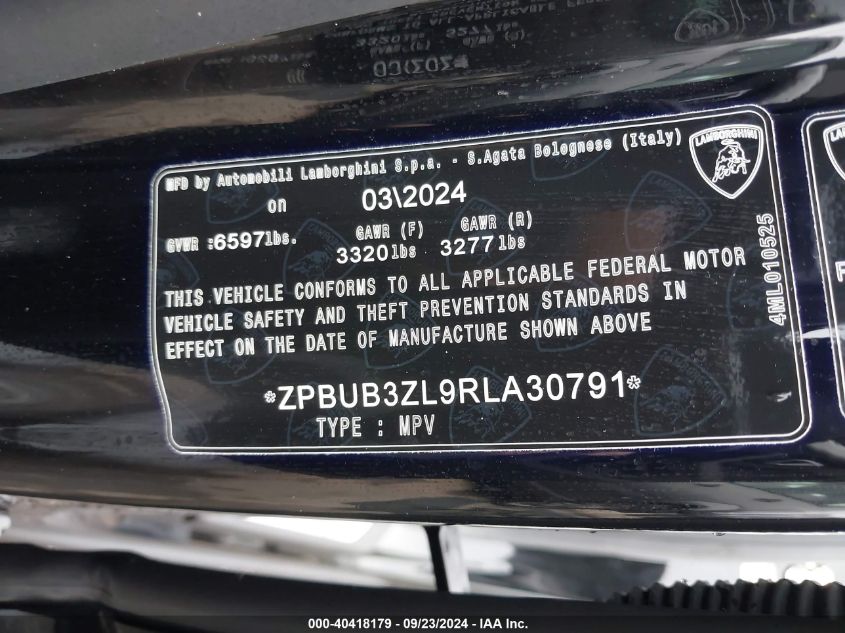 MFD by Automobili Lamborghini S.p.a. - S.Agata Bolognese (Italy)
on 03\2024
GVWR :6597lbs. GAWR (F) GAWR (R)
3320lbs 3277lbs
THIS VEHICLE CONFORMS TO ALL APPLICABLE FEDERAL MOTOR
VEHICLE SAFETY AND THEFT PREVENTION STANDARDS IN
EFFECT ON THE DATE OF MANUFACTURE SHOWN ABOVE
*ZPBUB3ZL9RLA30791*
TYPE : MPV
LAMBORGHINI
4ML010525
000-40418179 - 09/23/2024 - IAA Inc.